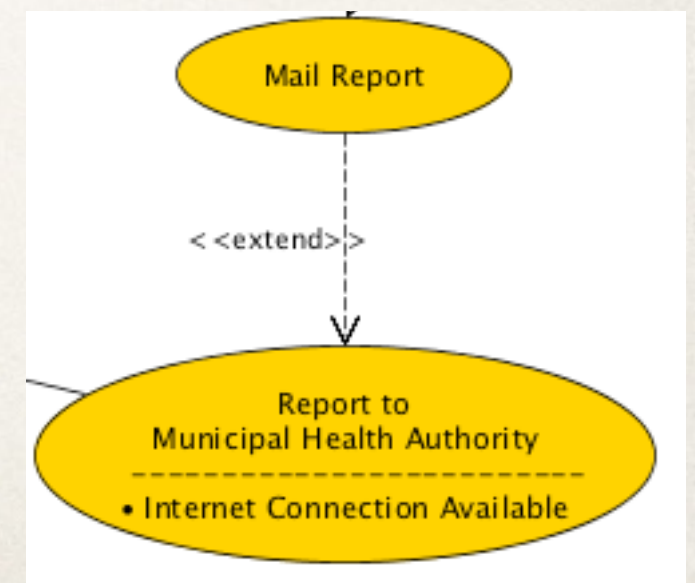 Mail Report
< <extend> >
Report to
Municipal Health Authority
• Internet Connection Available